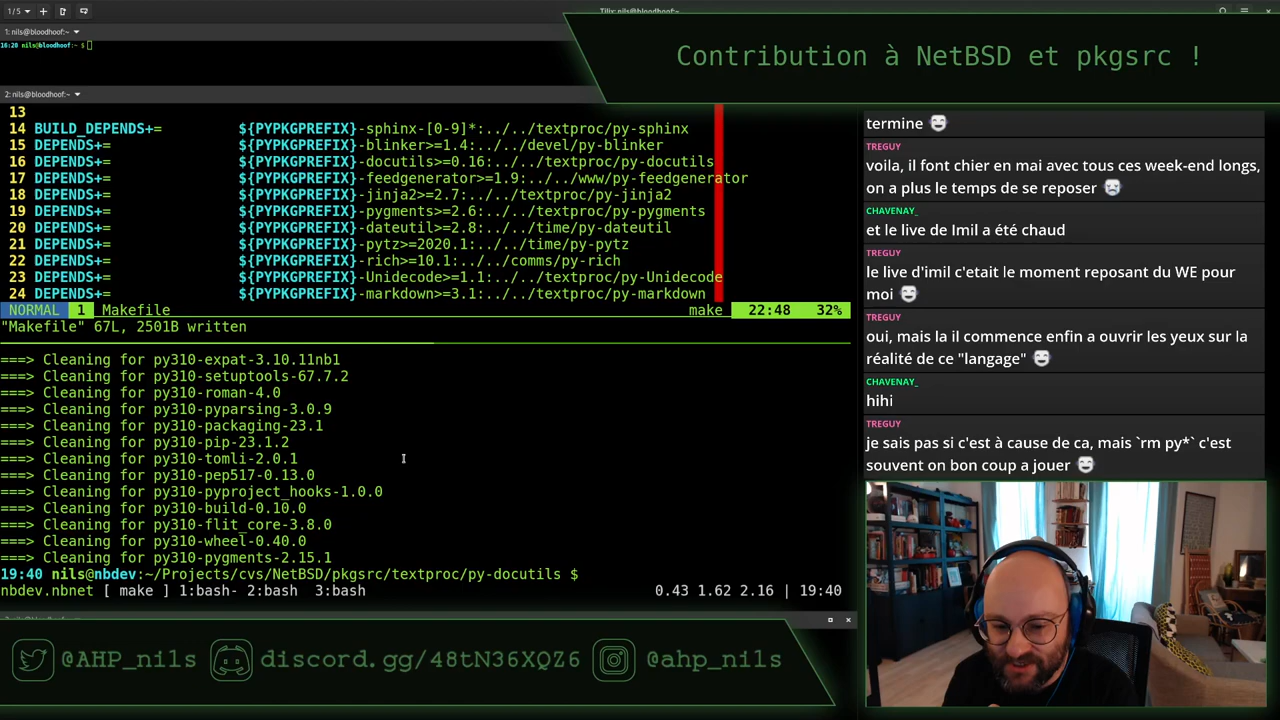 1/5
Tilix: nils@bloodhoof:~
1: nils@bloodhoof:~
16:20 nils@bloodhoof:~ $
Contribution à NetBSD et pkgsrc !
2: nils@bloodhoof:~
13
14 BUILD_DEPENDS+= ${PYPKGPREFIX}-sphinx-[0-9]*:../../textproc/py-sphinx
15 DEPENDS+= ${PYPKGPREFIX}-blinker>=1.4:../../devel/py-blinker
16 DEPENDS+= ${PYPKGPREFIX}-docutils>=0.16:../../textproc/py-docutils
17 DEPENDS+= ${PYPKGPREFIX}-feedgenerator>=1.9:../../www/py-feedgenerator
18 DEPENDS+= ${PYPKGPREFIX}-jinja2>=2.7:../../textproc/py-jinja2
19 DEPENDS+= ${PYPKGPREFIX}-pygments>=2.6:../../textproc/py-pygments
20 DEPENDS+= ${PYPKGPREFIX}-dateutil>=2.8:../../time/py-dateutil
21 DEPENDS+= ${PYPKGPREFIX}-pytz>=2020.1:../../time/py-pytz
22 DEPENDS+= ${PYPKGPREFIX}-rich>=10.1:../../comms/py-rich
23 DEPENDS+= ${PYPKGPREFIX}-Unidecode>=1.1:../../textproc/py-Unidecode
24 DEPENDS+= ${PYPKGPREFIX}-markdown>=3.1:../../textproc/py-markdown
NORMAL 1 Makefile make 22:48 32%
"Makefile" 67L, 2501B written
===> Cleaning for py310-expat-3.10.11nb1
===> Cleaning for py310-setuptools-67.7.2
===> Cleaning for py310-roman-4.0
===> Cleaning for py310-pyparsing-3.0.9
===> Cleaning for py310-packaging-23.1
===> Cleaning for py310-pip-23.1.2
===> Cleaning for py310-tomli-2.0.1
===> Cleaning for py310-pep517-0.13.0
===> Cleaning for py310-pyproject_hooks-1.0.0
===> Cleaning for py310-build-0.10.0
===> Cleaning for py310-flit_core-3.8.0
===> Cleaning for py310-wheel-0.40.0
===> Cleaning for py310-pygments-2.15.1
19:40 nils@nbdev:~/Projects/cvs/NetBSD/pkgsrc/textproc/py-docutils $
nbdev.nbnet [ make ] 1:bash- 2:bash 3:bash 0.43 1.62 2.16 | 19:40
termine
TREGUY
voila, il font chier en mai avec tous ces week-end longs,
on a plus le temps de se reposer
CHAVENAY_
et le live de Imil a été chaud
TREGUY
le live d'imil c'etait le moment reposant du WE pour
moi
TREGUY
oui, mais la il commence enfin a ouvrir les yeux sur la
réalité de ce "langage"
CHAVENAY_
hihi
TREGUY
je sais pas si c'est à cause de ca, mais `rm py*` c'est
souvent on bon coup a jouer
@AHP_nils discord.gg/48tN36XQZ6 @ahp_nils